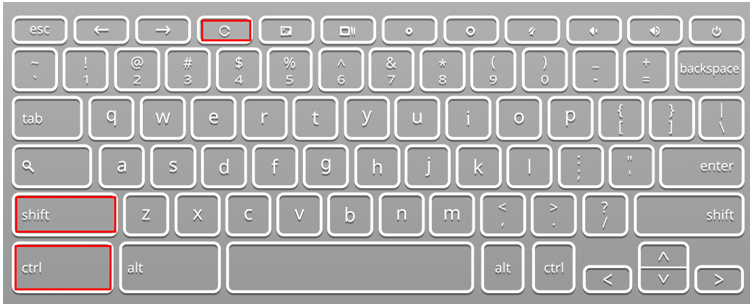 esc
~ ! @ # $ % ^ & * ( ) _ +
` 1 2 3 4 5 6 7 8 9 0 - = backspace
tab q w e r t y u i o p { [ } ] | \
a s d f g h j k l : ; " ' enter
shift z x c v b n m < , > . ? / shift
ctrl alt alt ctrl